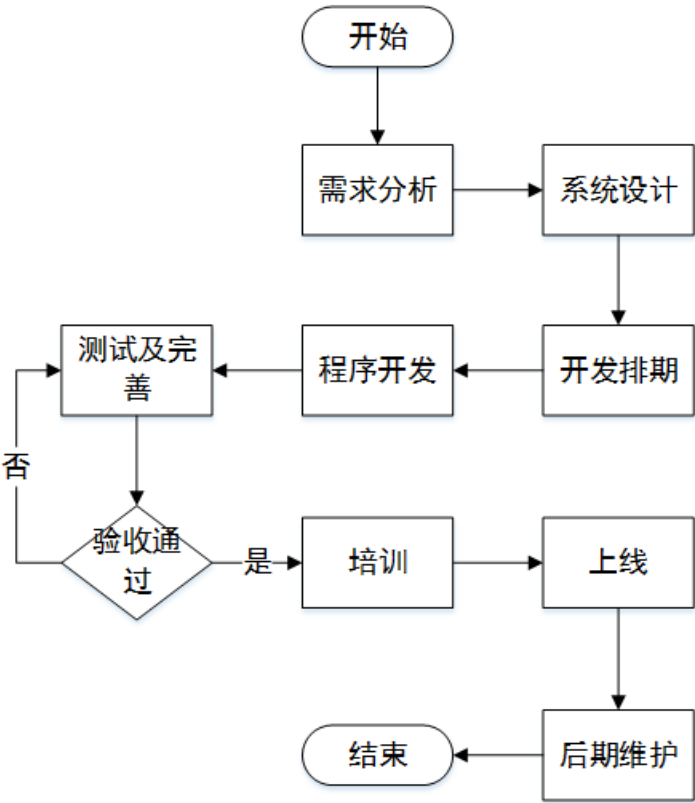 开始
需求分析
系统设计
开发排期
程序开发
测试及完
善
验收通
过
否
是
培训
上线
后期维护
结束